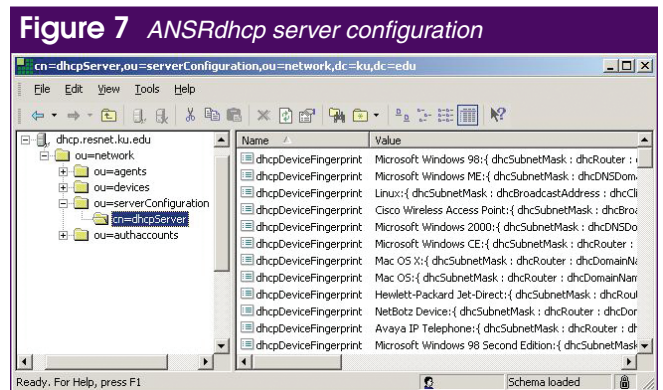 Figure 7 ANSRdhcp server configuration
cn=dhcpServer,ou=serverConfiguration,ou=network,dc=ku,dc=edu
File Edit View Tools Help
dhcp.resnet.ku.edu
ou=network
ou=agents
ou=devices
ou=serverConfiguration
cn=dhcpServer
ou=authaccounts
Name Value
dhcpDeviceFingerprint Microsoft Windows 98:{ dhcSubnetMask : dhcRouter :
dhcpDeviceFingerprint Microsoft Windows ME:{ dhcSubnetMask : dhcDNSDom
dhcpDeviceFingerprint Linux:{ dhcSubnetMask : dhcBroadcastAddress : dhcCli
dhcpDeviceFingerprint Cisco Wireless Access Point:{ dhcSubnetMask : dhcBroa
dhcpDeviceFingerprint Microsoft Windows 2000:{ dhcSubnetMask : dhcDNSDo
dhcpDeviceFingerprint Microsoft Windows CE:{ dhcSubnetMask : dhcRouter :
dhcpDeviceFingerprint Mac OS X:{ dhcSubnetMask : dhcRouter : dhcDomainNa
dhcpDeviceFingerprint Mac OS:{ dhcSubnetMask : dhcRouter : dhcDomainNam
dhcpDeviceFingerprint Hewlett-Packard Jet-Direct:{ dhcSubnetMask : dhcRout
dhcpDeviceFingerprint NetBotz Device:{ dhcSubnetMask : dhcRouter : dhcDor
dhcpDeviceFingerprint Avaya IP Telephone:{ dhcSubnetMask : dhcRouter : dh
dhcpDeviceFingerprint Microsoft Windows 98 Second Edition:{ dhcSubnetMask
Ready. For Help, press F1 Schema loaded